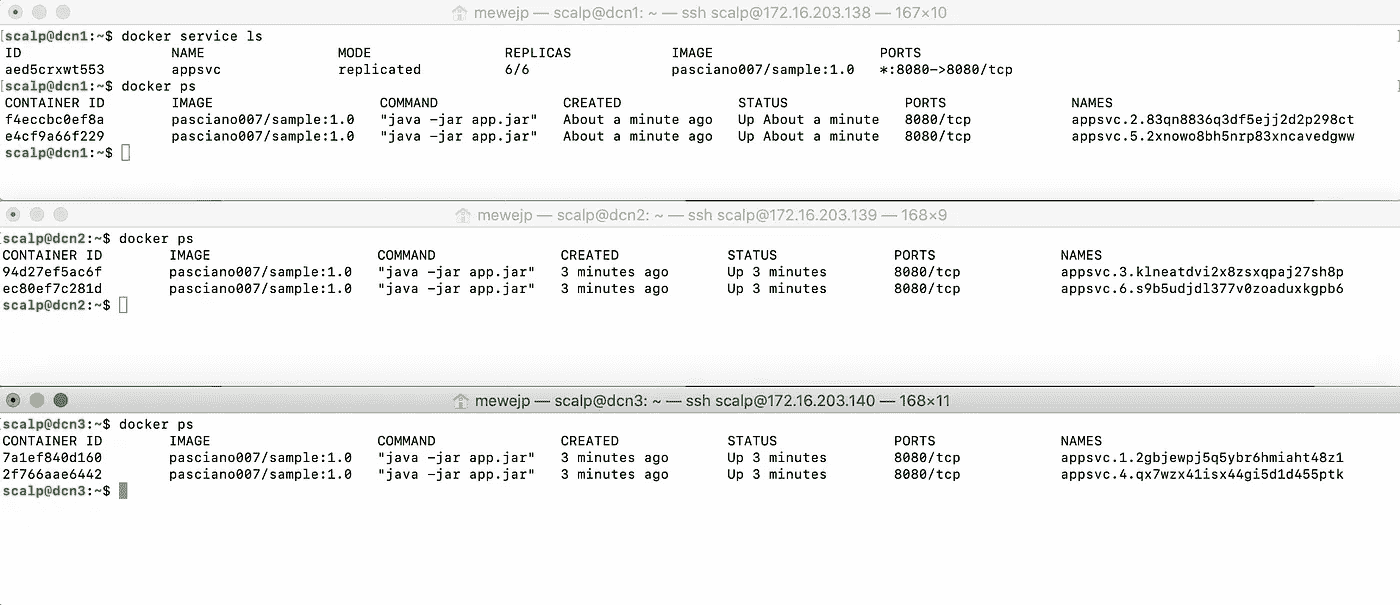 mewejp — scalp@dcn1: ~ — ssh scalp@172.16.203.138 — 167×10
[scalp@dcn1:~$ docker service ls ]
ID NAME MODE REPLICAS IMAGE PORTS
aed5crxwt553 appsvc replicated 6/6 pasciano007/sample:1.0 *:8080->8080/tcp
[scalp@dcn1:~$ docker ps ]
CONTAINER ID IMAGE COMMAND CREATED STATUS PORTS NAMES
f4eccbc0ef8a pasciano007/sample:1.0 "java -jar app.jar" About a minute ago Up About a minute 8080/tcp appsvc.2.83qn8836q3df5ejj2d2p298ct
e4cf9a66f229 pasciano007/sample:1.0 "java -jar app.jar" About a minute ago Up About a minute 8080/tcp appsvc.5.2xnowo8bh5nrp83xncavedgww
scalp@dcn1:~$
mewejp — scalp@dcn2: ~ — ssh scalp@172.16.203.139 — 168×9
[scalp@dcn2:~$ docker ps
CONTAINER ID IMAGE COMMAND CREATED STATUS PORTS NAMES
94d27ef5ac6f pasciano007/sample:1.0 "java -jar app.jar" 3 minutes ago Up 3 minutes 8080/tcp appsvc.3.klneatdvi2x8zsxqpaj27sh8p
ec80ef7c281d pasciano007/sample:1.0 "java -jar app.jar" 3 minutes ago Up 3 minutes 8080/tcp appsvc.6.s9b5udjdl377v0zoaduxkgpb6
scalp@dcn2:~$
mewejp — scalp@dcn3: ~ — ssh scalp@172.16.203.140 — 168×11
[scalp@dcn3:~$ docker ps
CONTAINER ID IMAGE COMMAND CREATED STATUS PORTS NAMES
7a1ef840d160 pasciano007/sample:1.0 "java -jar app.jar" 3 minutes ago Up 3 minutes 8080/tcp appsvc.1.2gbjewpj5q5ybr6hmiaht48z1
2f766aae6442 pasciano007/sample:1.0 "java -jar app.jar" 3 minutes ago Up 3 minutes 8080/tcp appsvc.4.qx7wzx41isx44gi5d1d455ptk
scalp@dcn3:~$